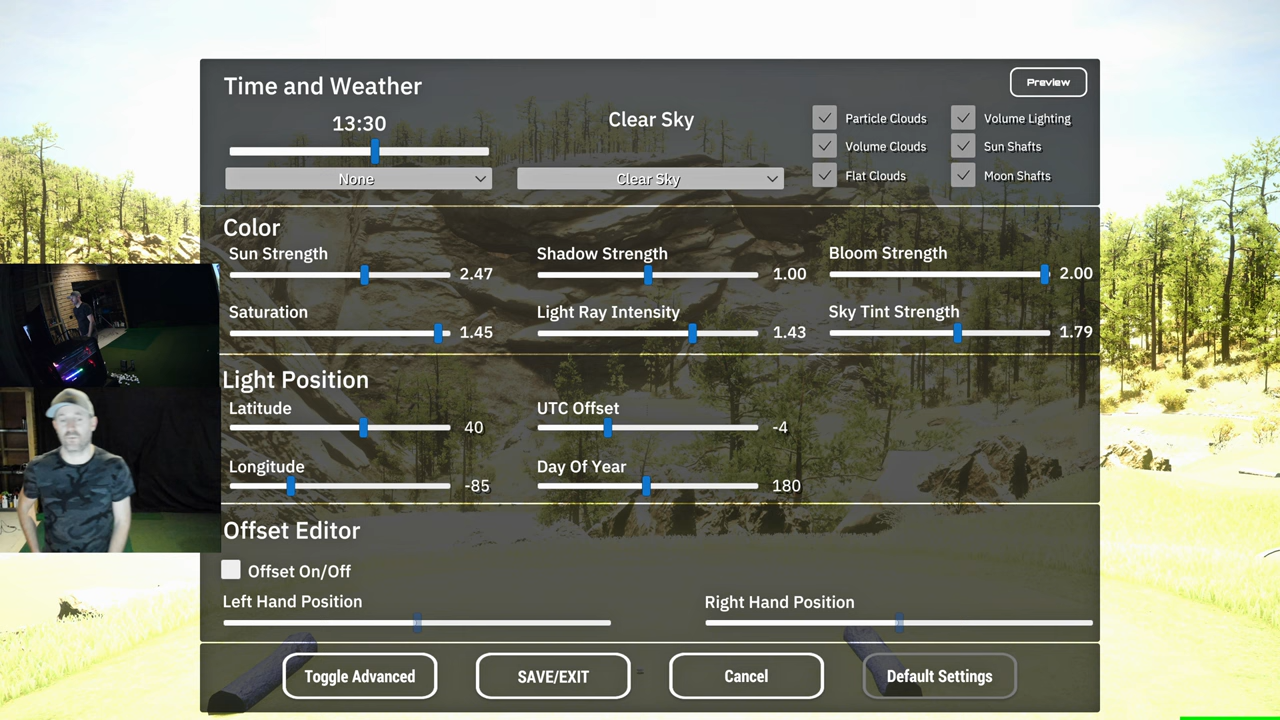 Time and Weather
Preview
13:30
Clear Sky
Particle Clouds
Volume Lighting
Volume Clouds
Sun Shafts
None
Clear Sky
Flat Clouds
Moon Shafts
Color
Sun Strength
2.47
Shadow Strength
1.00
Bloom Strength
2.00
Saturation
1.45
Light Ray Intensity
1.43
Sky Tint Strength
1.79
Light Position
Latitude
40
UTC Offset
-4
Longitude
-85
Day Of Year
180
Offset Editor
Offset On/Off
Left Hand Position
Right Hand Position
Toggle Advanced
SAVE/EXIT
Cancel
Default Settings